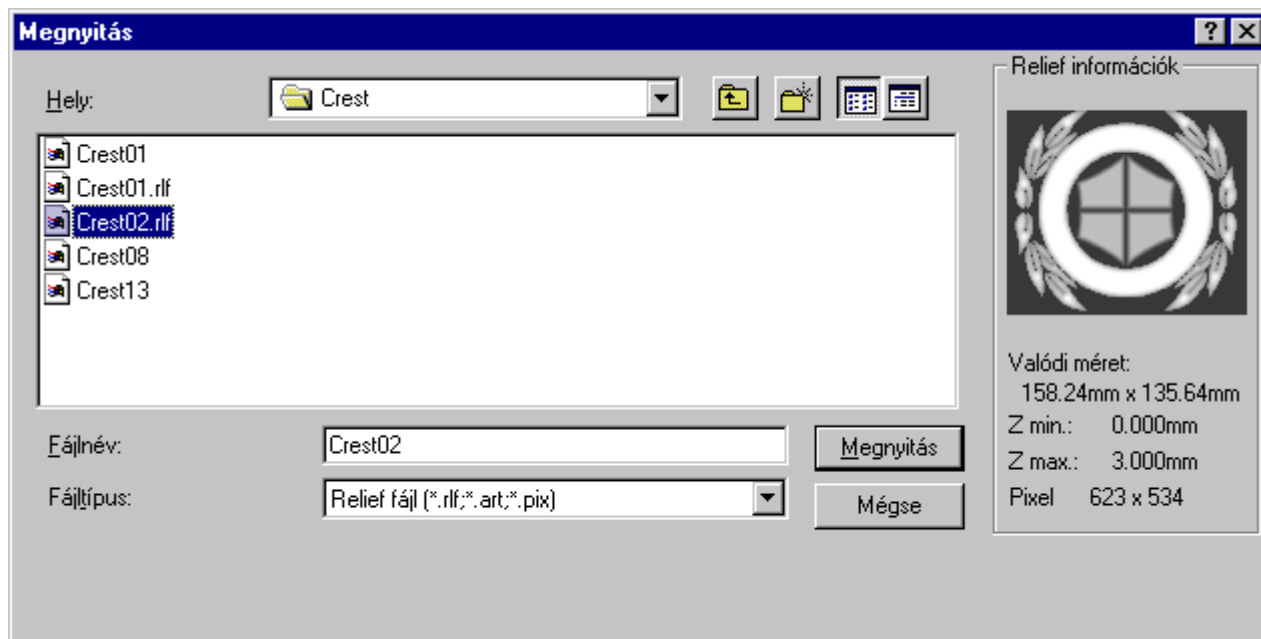 Megnyitás
Hely:
Crest
Crest01
Crest01.rlf
Crest02.rlf
Crest08
Crest13
Fájlnév:
Crest02
Megnyitás
Fájltípus:
Relief fájl (*.rlf;*.art;*.pix)
Mégse
Relief információk
Valódi méret:
158.24mm x 135.64mm
Z min.: 0.000mm
Z max.: 3.000mm
Pixel 623 x 534